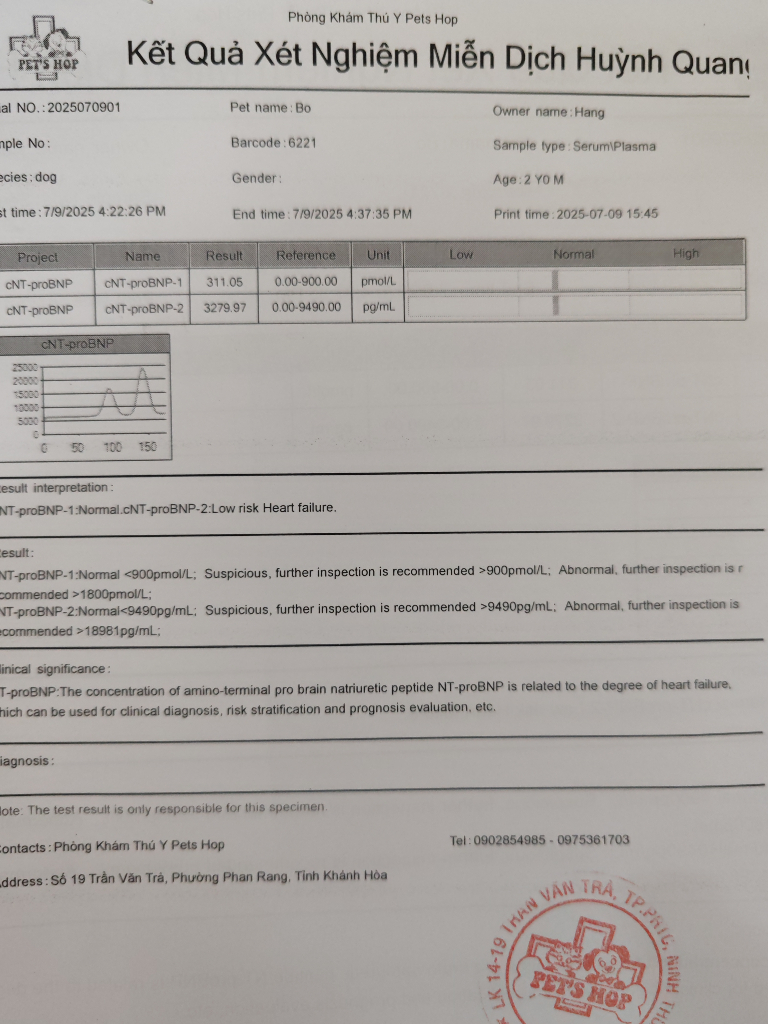 Phòng Khám Thú Y Pets Hop
PET'S HOP
Kết Quả Xét Nghiệm Miễn Dịch Huỳnh Quang
al NO.: 2025070901 Pet name: Bo Owner name: Hang
mple No: Barcode: 6221 Sample type: Serum\Plasma
ecies: dog Gender: Age: 2 Y0 M
st time: 7/9/2025 4:22:26 PM End time: 7/9/2025 4:37:35 PM Print time: 2025-07-09 15:45
Project Name Result Reference Unit Low Normal High
cNT-proBNP cNT-proBNP-1 311.05 0.00-900.00 pmol/L
cNT-proBNP cNT-proBNP-2 3279.97 0.00-9490.00 pg/mL
cNT-proBNP
25000
20000
15000
10000
5000
0
0 50 100 150
esult interpretation:
NT-proBNP-1:Normal.cNT-proBNP-2:Low risk Heart failure.
esult:
NT-proBNP-1:Normal <900pmol/L; Suspicious, further inspection is recommended >900pmol/L; Abnormal, further inspection is r
commended >1800pmol/L;
NT-proBNP-2:Normal<9490pg/mL; Suspicious, further inspection is recommended >9490pg/mL; Abnormal, further inspection is
ecommended >18981pg/mL;
linical significance:
T-proBNP:The concentration of amino-terminal pro brain natriuretic peptide NT-proBNP is related to the degree of heart failure,
hich can be used for clinical diagnosis, risk stratification and prognosis evaluation, etc.
iagnosis:
lote: The test result is only responsible for this specimen.
ontacts: Phòng Khám Thú Y Pets Hop Tel: 0902854985 - 0975361703
ddress: Số 19 Trần Văn Trà, Phường Phan Rang, Tỉnh Khánh Hòa
LK 14-19 TRẦN VĂN TRÀ, TP.PRTC, NINH THU
PET'S HOP